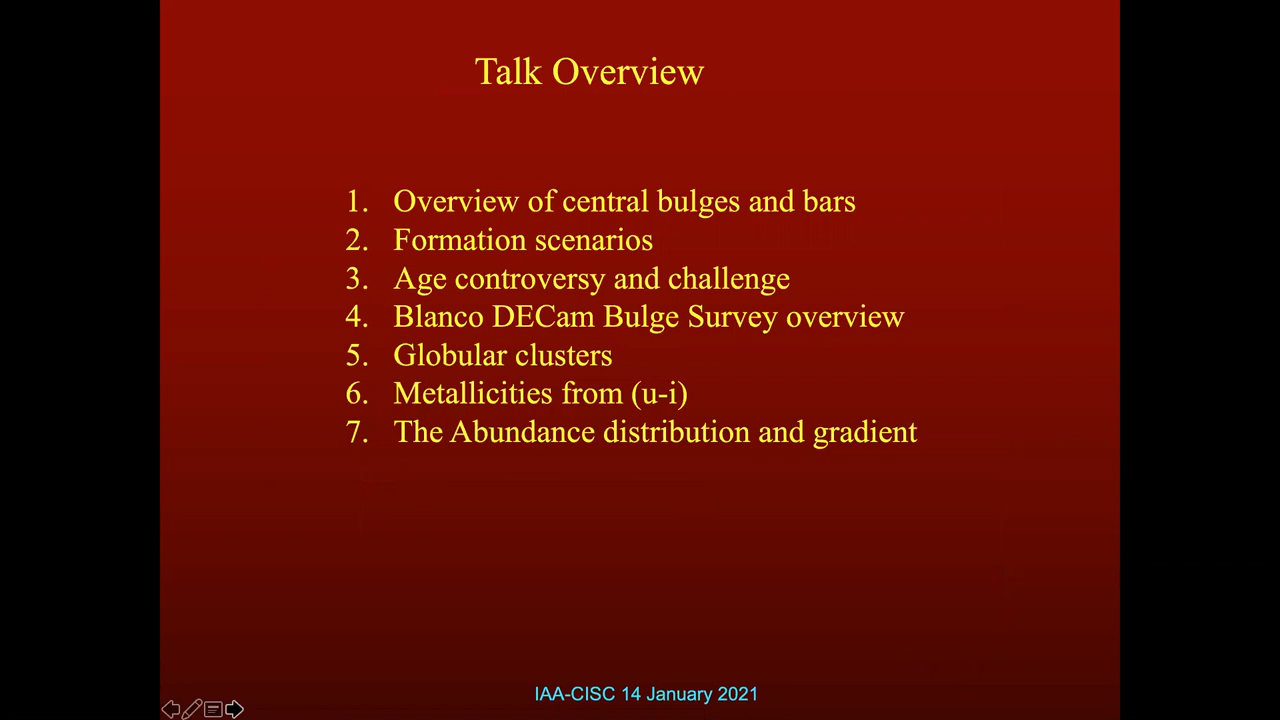 Talk Overview
1. Overview of central bulges and bars
2. Formation scenarios
3. Age controversy and challenge
4. Blanco DECam Bulge Survey overview
5. Globular clusters
6. Metallicities from (u-i)
7. The Abundance distribution and gradient
IAA-CISC 14 January 2021